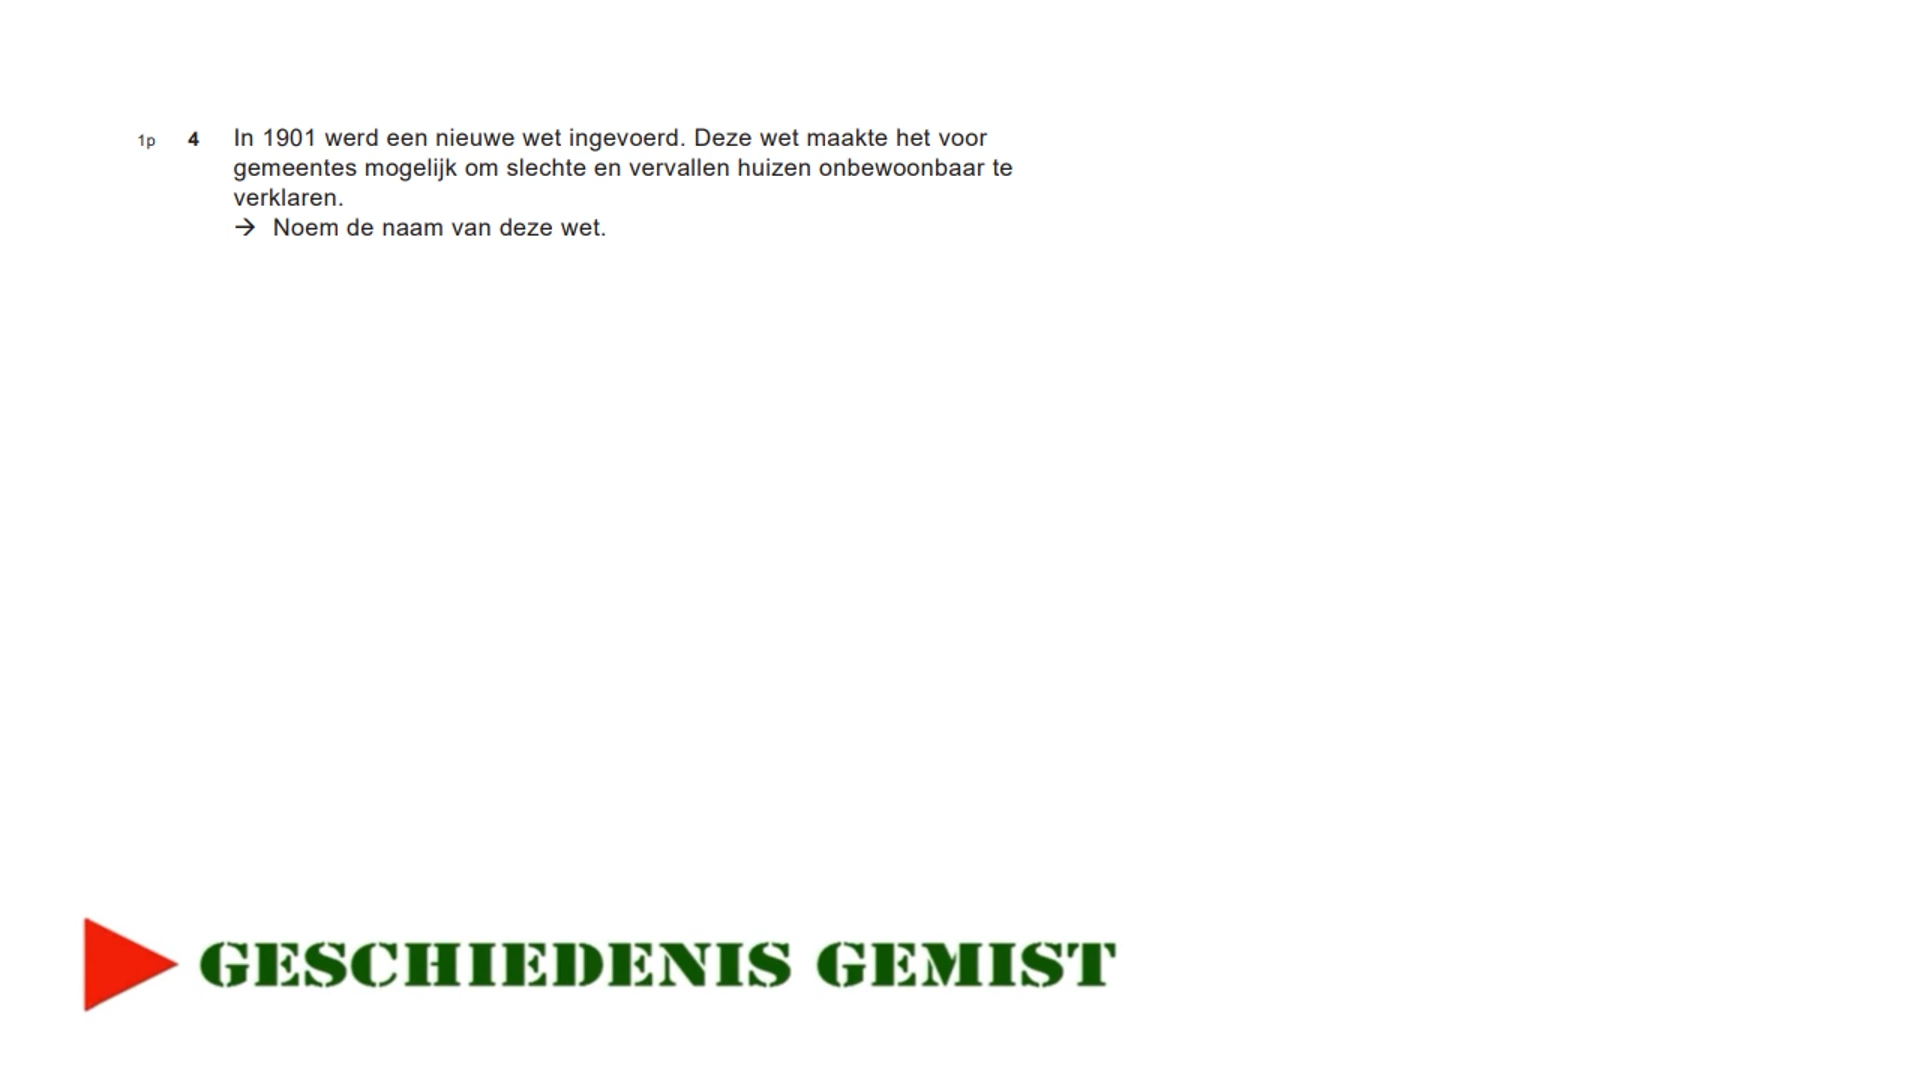 1p 4 In 1901 werd een nieuwe wet ingevoerd. Deze wet maakte het voor
gemeentes mogelijk om slechte en vervallen huizen onbewoonbaar te
verklaren.
→ Noem de naam van deze wet.
GESCHIEDENIS GEMIST